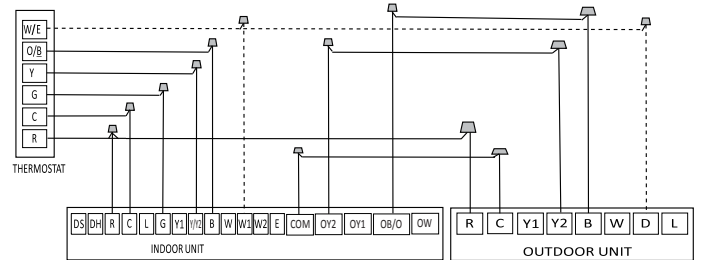 W/E
O/B
Y
G
C
R
THERMOSTAT
DS DH R C L G Y1 Y/Y2 B W W1 W2 E COM OY2 OY1 OB/O OW
INDOOR UNIT
R C Y1 Y2 B W D L
OUTDOOR UNIT